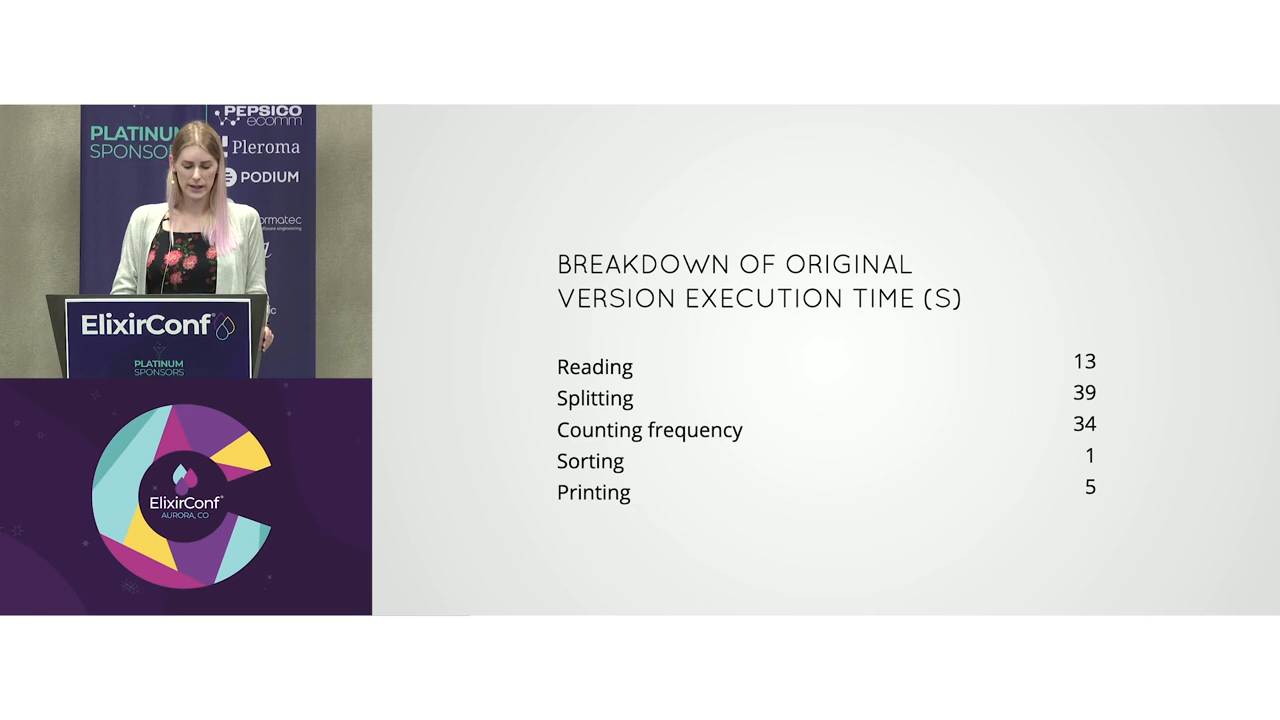 PLATINUM
SPONSORS
PEPSICO
ecomm
Pleroma
PODIUM
ElixirConf
PLATINUM
SPONSORS
ElixirConf
AURORA, CO
BREAKDOWN OF ORIGINAL
VERSION EXECUTION TIME (S)
Reading 13
Splitting 39
Counting frequency 34
Sorting 1
Printing 5